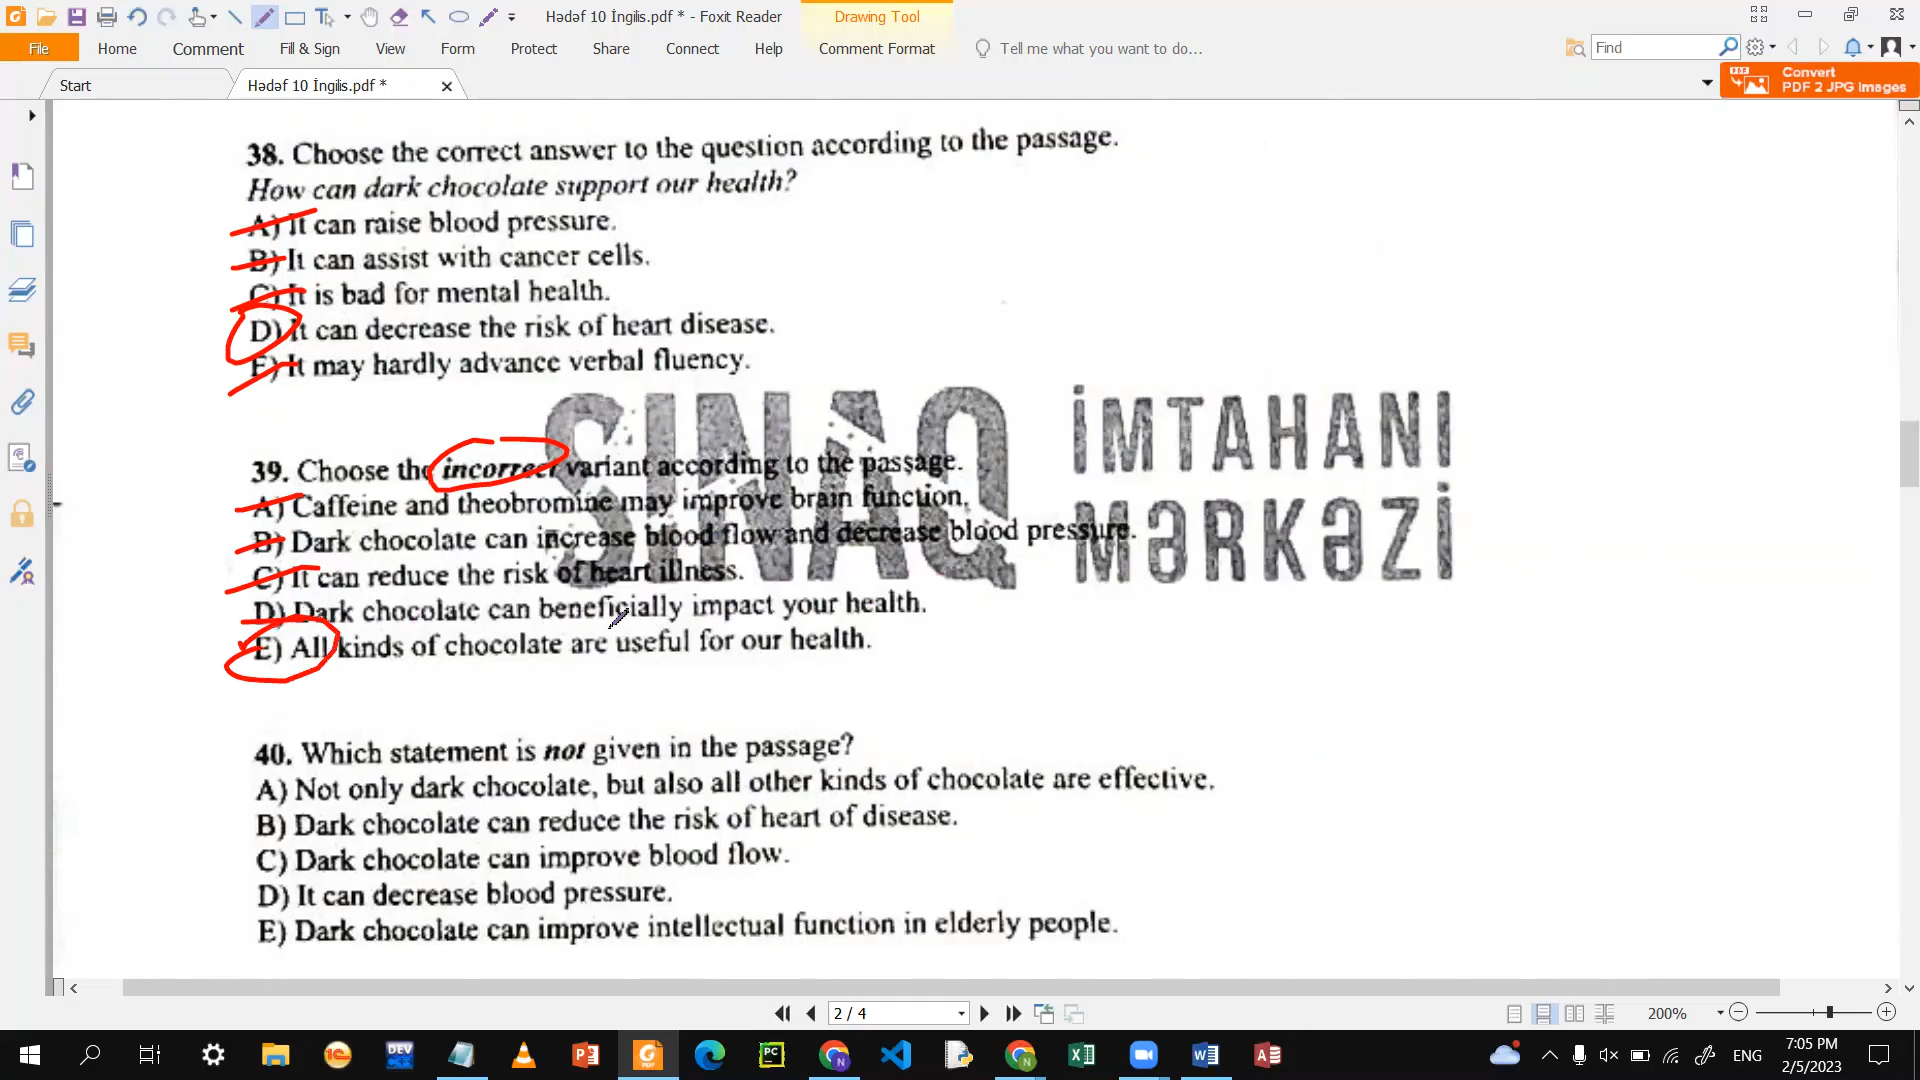 Hədəf 10 İngilis.pdf * - Foxit Reader
Drawing Tool
File
Home
Comment
Fill & Sign
View
Form
Protect
Share
Connect
Help
Comment Format
Tell me what you want to do...
Find
Start
Hədəf 10 İngilis.pdf *
Convert
PDF 2 JPG Images
38. Choose the correct answer to the question according to the passage.
How can dark chocolate support our health?
A) It can raise blood pressure.
B) It can assist with cancer cells.
C) It is bad for mental health.
D) It can decrease the risk of heart disease.
E) It may hardly advance verbal fluency.
SINAQ İMTAHANI
MƏRKƏZİ
39. Choose the incorrect variant according to the passage.
A) Caffeine and theobromine may improve brain function.
B) Dark chocolate can increase blood flow and decrease blood pressure.
C) It can reduce the risk of heart illness.
D) Dark chocolate can beneficially impact your health.
E) All kinds of chocolate are useful for our health.
40. Which statement is not given in the passage?
A) Not only dark chocolate, but also all other kinds of chocolate are effective.
B) Dark chocolate can reduce the risk of heart of disease.
C) Dark chocolate can improve blood flow.
D) It can decrease blood pressure.
E) Dark chocolate can improve intellectual function in elderly people.
2 / 4
200%
ENG
7:05 PM
2/5/2023